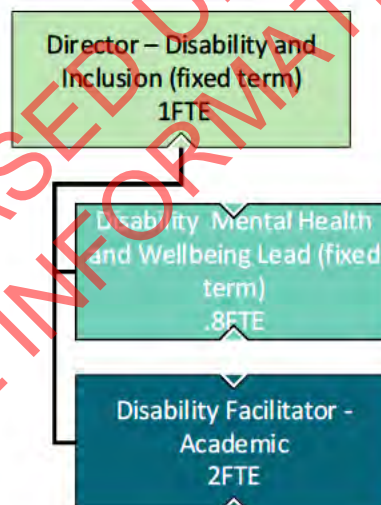 Director – Disability and
Inclusion (fixed term)
1FTE
Disability Mental Health
and Wellbeing Lead (fixed
term)
.8FTE
Disability Facilitator -
Academic
2FTE